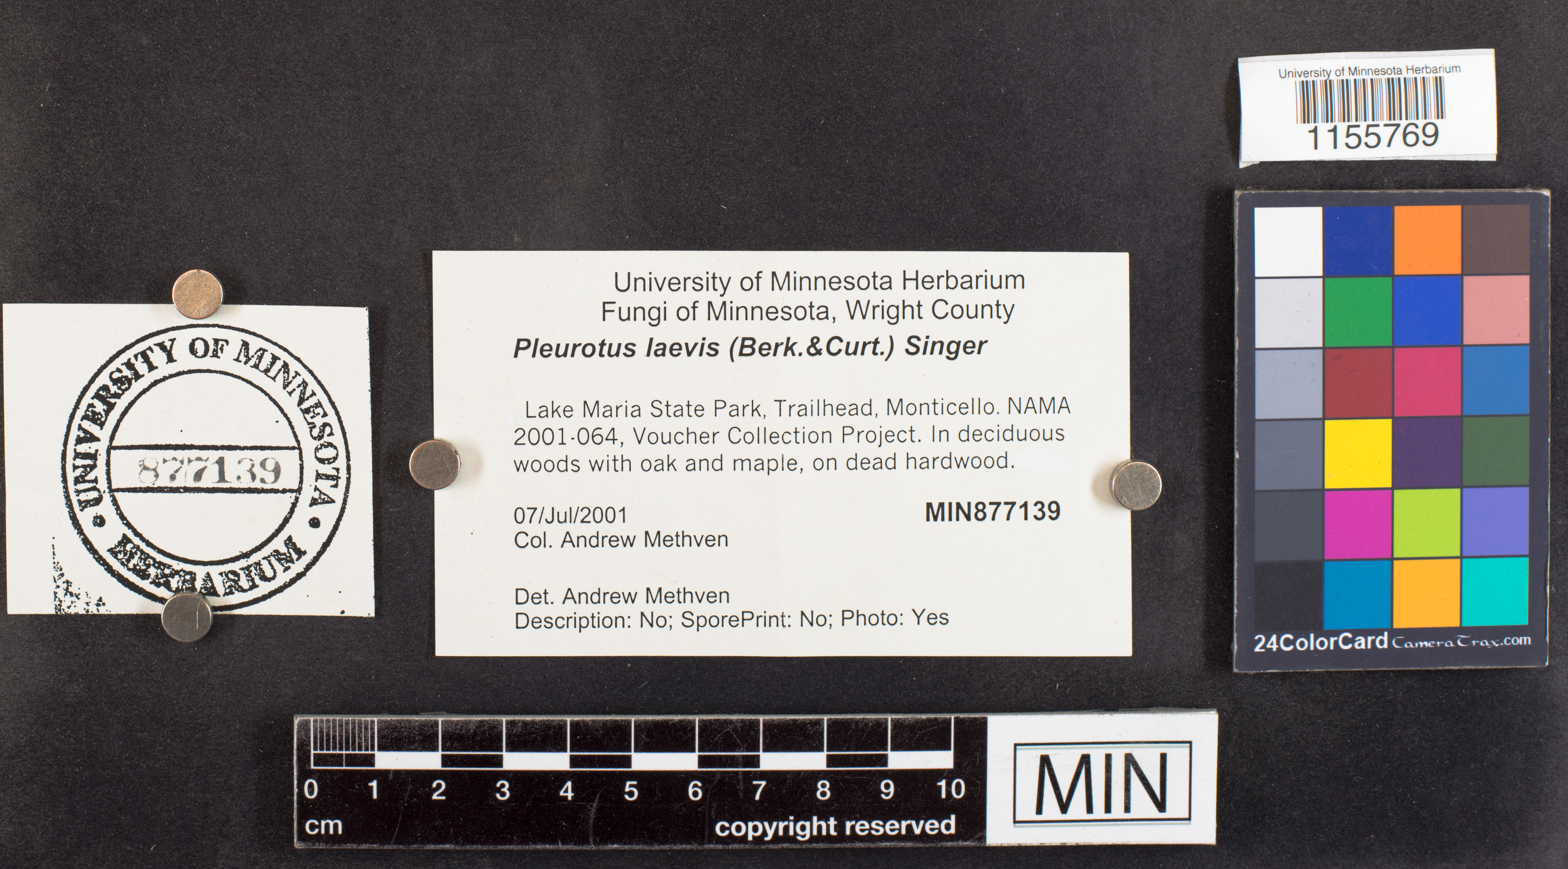 University of Minnesota Herbarium
1155769
UNIVERSITY OF MINNESOTA
877139
HERBARIUM
University of Minnesota Herbarium
Fungi of Minnesota, Wright County
Pleurotus laevis (Berk.&Curt.) Singer
Lake Maria State Park, Trailhead, Monticello. NAMA
2001-064, Voucher Collection Project. In deciduous
woods with oak and maple, on dead hardwood.
07/Jul/2001
MIN877139
Col. Andrew Methven
Det. Andrew Methven
Description: No; SporePrint: No; Photo: Yes
24ColorCard CameraTrax.com
0 1 2 3 4 5 6 7 8 9 10
cm
copyright reserved
MIN